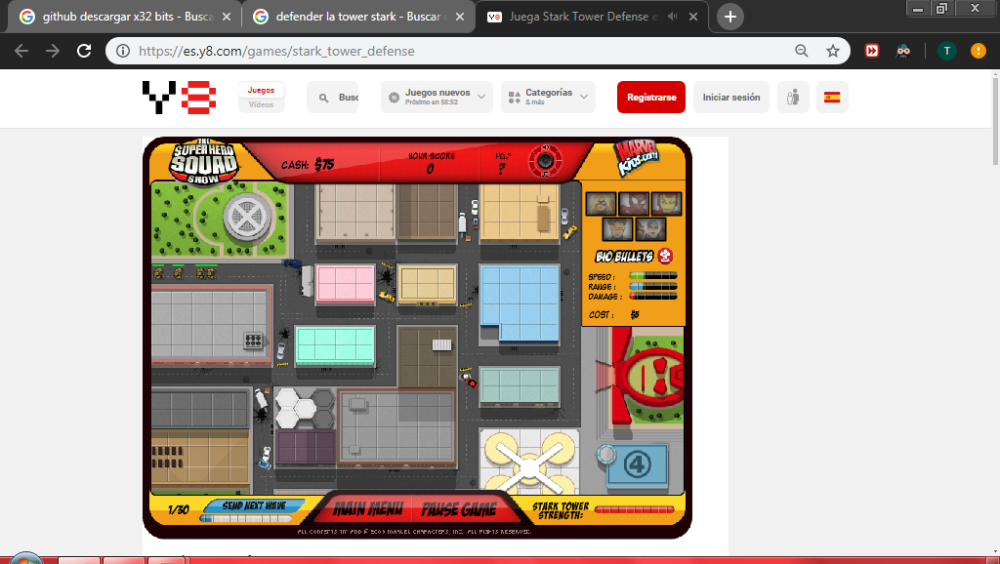 github descargar x32 bits - Busca
defender la tower stark - Buscar c
Juega Stark Tower Defense e
https://es.y8.com/games/stark_tower_defense
T
Y8
Juegos
Vídeos
Busc
Juegos nuevos
Próximo en 58:52
Categorías
& más
Registrarse
Iniciar sesión
THE
SUPER HERO
SQUAD
SHOW
CASH: $75
YOUR SCORE
0
HELP
?
MARVEL
Kids.com
BIO BULLETS
SPEED:
RANGE:
DAMAGE:
COST: $5
4
1/30
SEND NEXT WAVE
MAIN MENU
PAUSE GAME
STARK TOWER
STRENGTH:
ALL CONTENTS TM AND © 2009 MARVEL CHARACTERS, INC. ALL RIGHTS RESERVED.